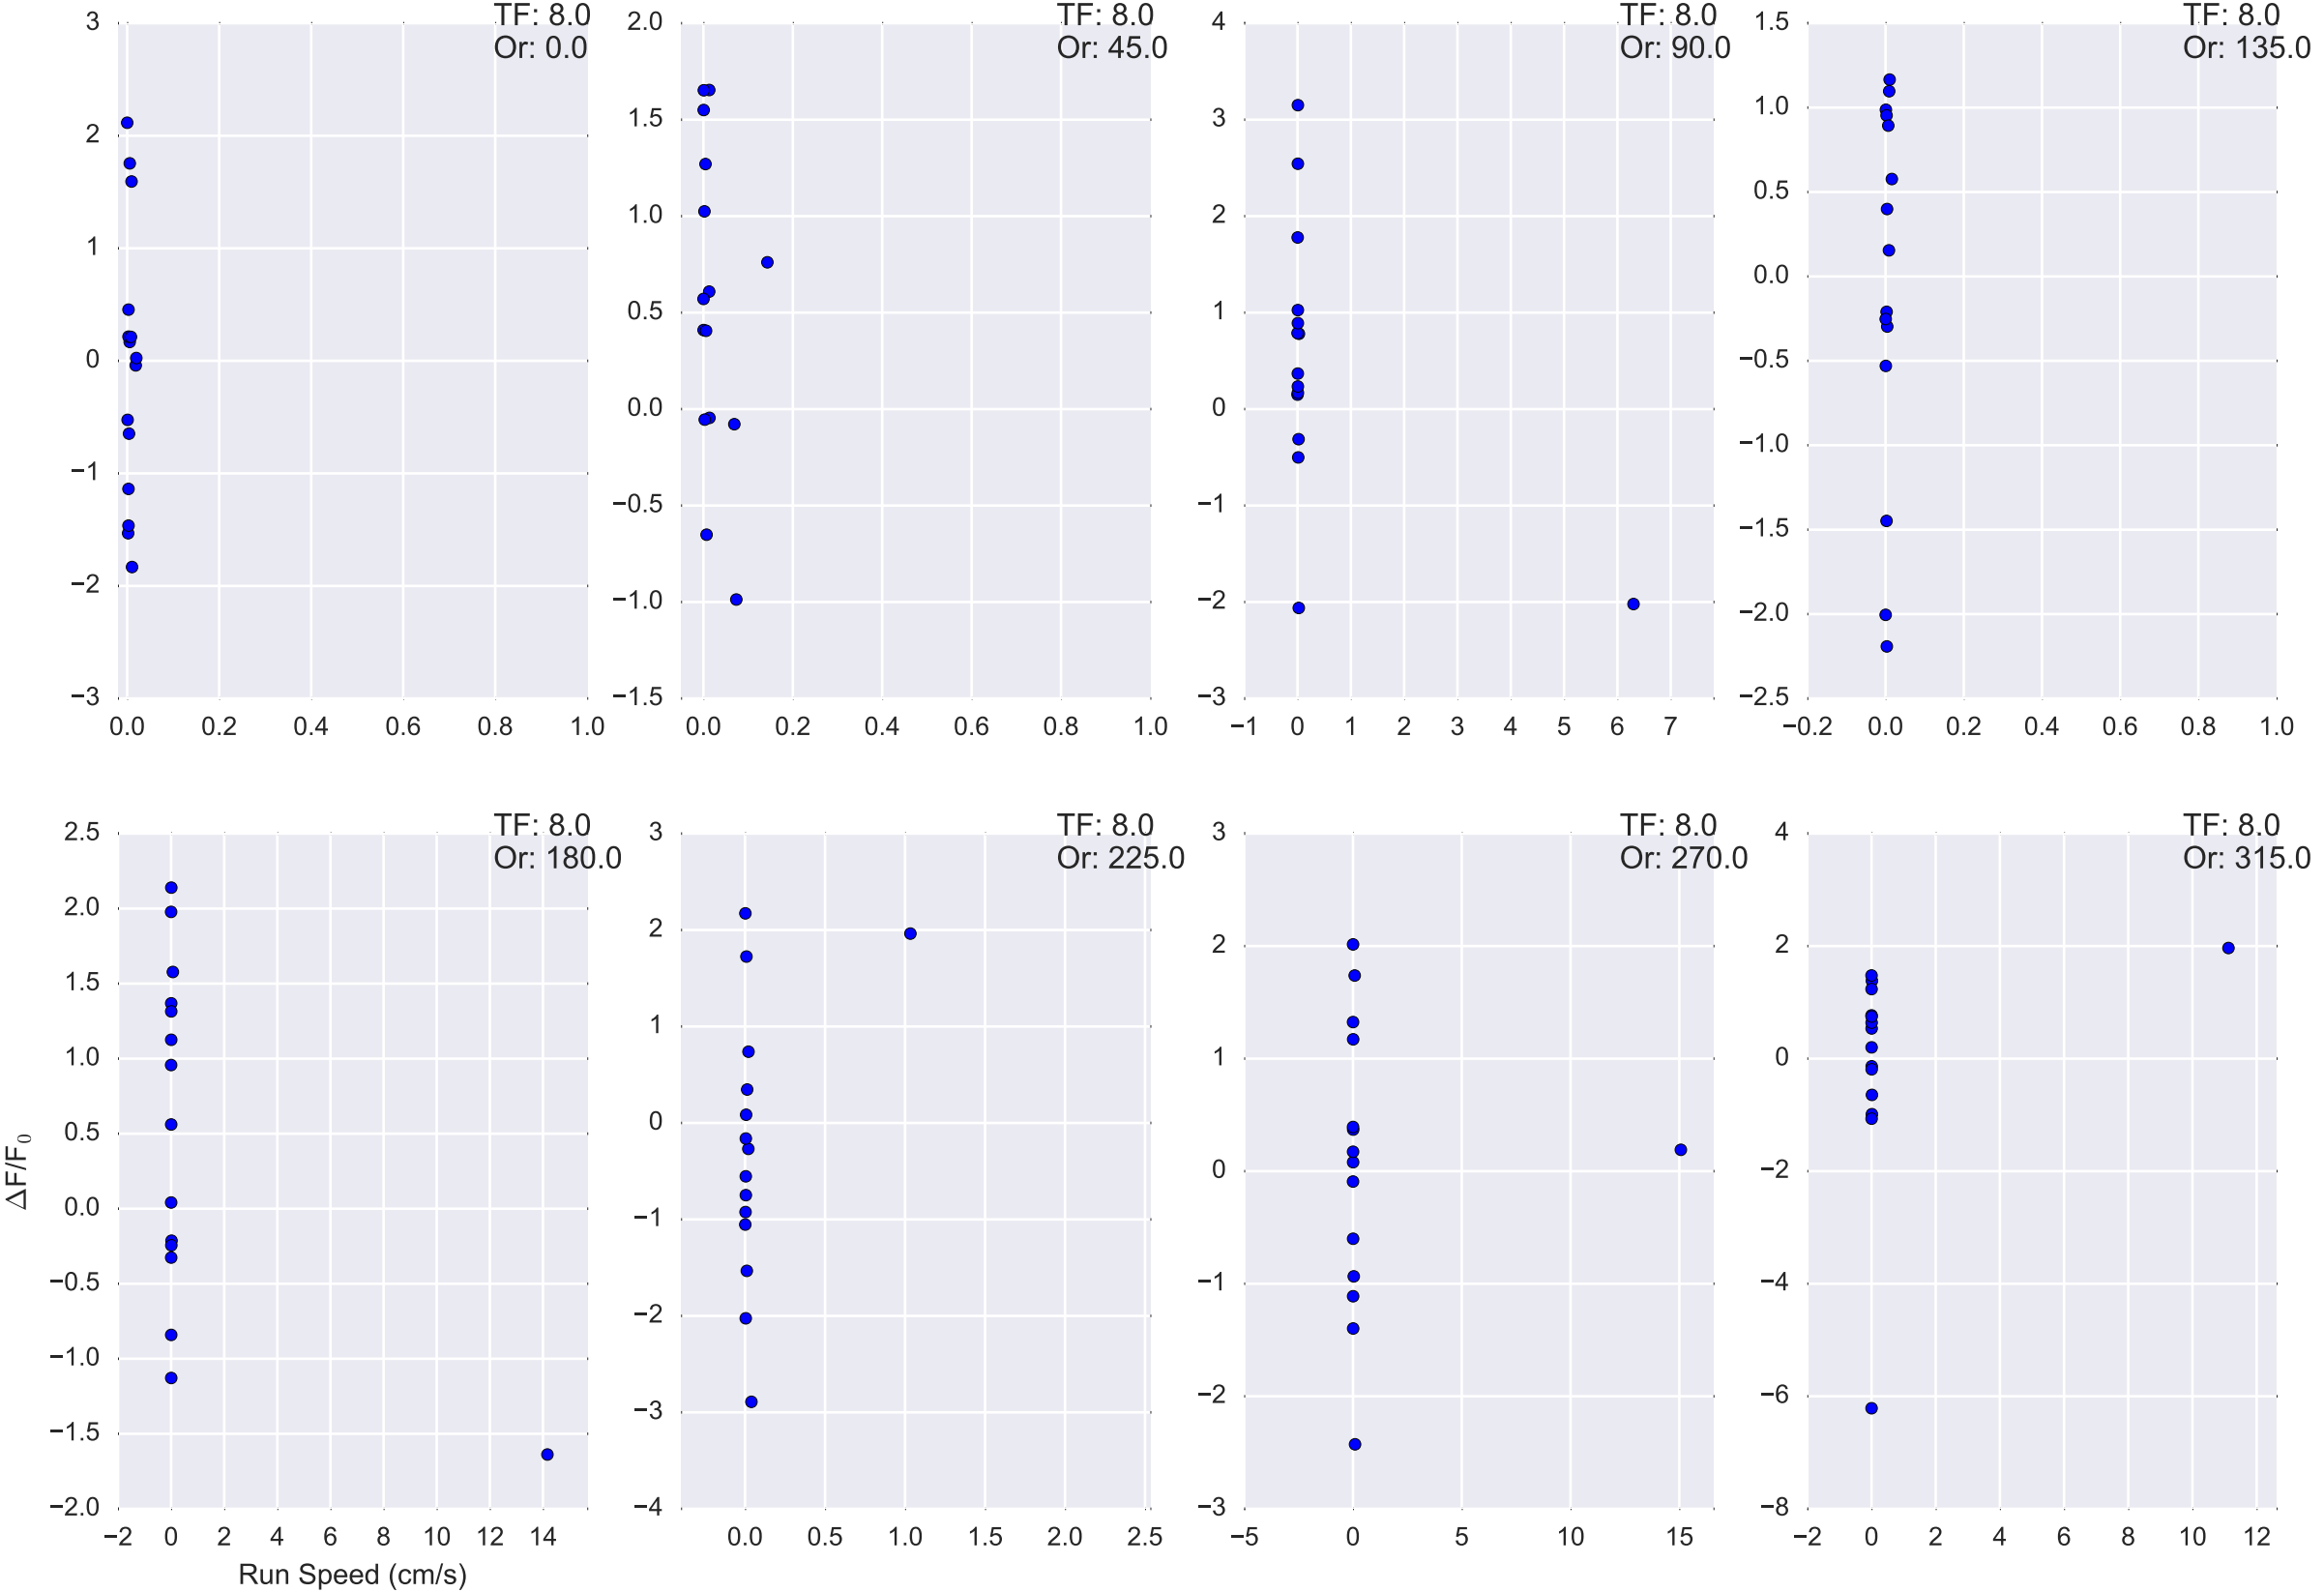 TF: 8.0
Or: 0.0
3
2
1
0
−1
−2
−3
0.0 0.2 0.4 0.6 0.8 1.0
TF: 8.0
Or: 45.0
2.0
1.5
1.0
0.5
0.0
−0.5
−1.0
−1.5
0.0 0.2 0.4 0.6 0.8 1.0
TF: 8.0
Or: 90.0
4
3
2
1
0
−1
−2
−3
−1 0 1 2 3 4 5 6 7
TF: 8.0
Or: 135.0
1.5
1.0
0.5
0.0
−0.5
−1.0
−1.5
−2.0
−2.5
−0.2 0.0 0.2 0.4 0.6 0.8 1.0
TF: 8.0
Or: 180.0
2.5
2.0
1.5
1.0
0.5
0.0
−0.5
−1.0
−1.5
−2.0
−2 0 2 4 6 8 10 12 14
ΔF/F₀
Run Speed (cm/s)
TF: 8.0
Or: 225.0
3
2
1
0
−1
−2
−3
−4
0.0 0.5 1.0 1.5 2.0 2.5
TF: 8.0
Or: 270.0
3
2
1
0
−1
−2
−3
−5 0 5 10 15
TF: 8.0
Or: 315.0
4
2
0
−2
−4
−6
−8
−2 0 2 4 6 8 10 12